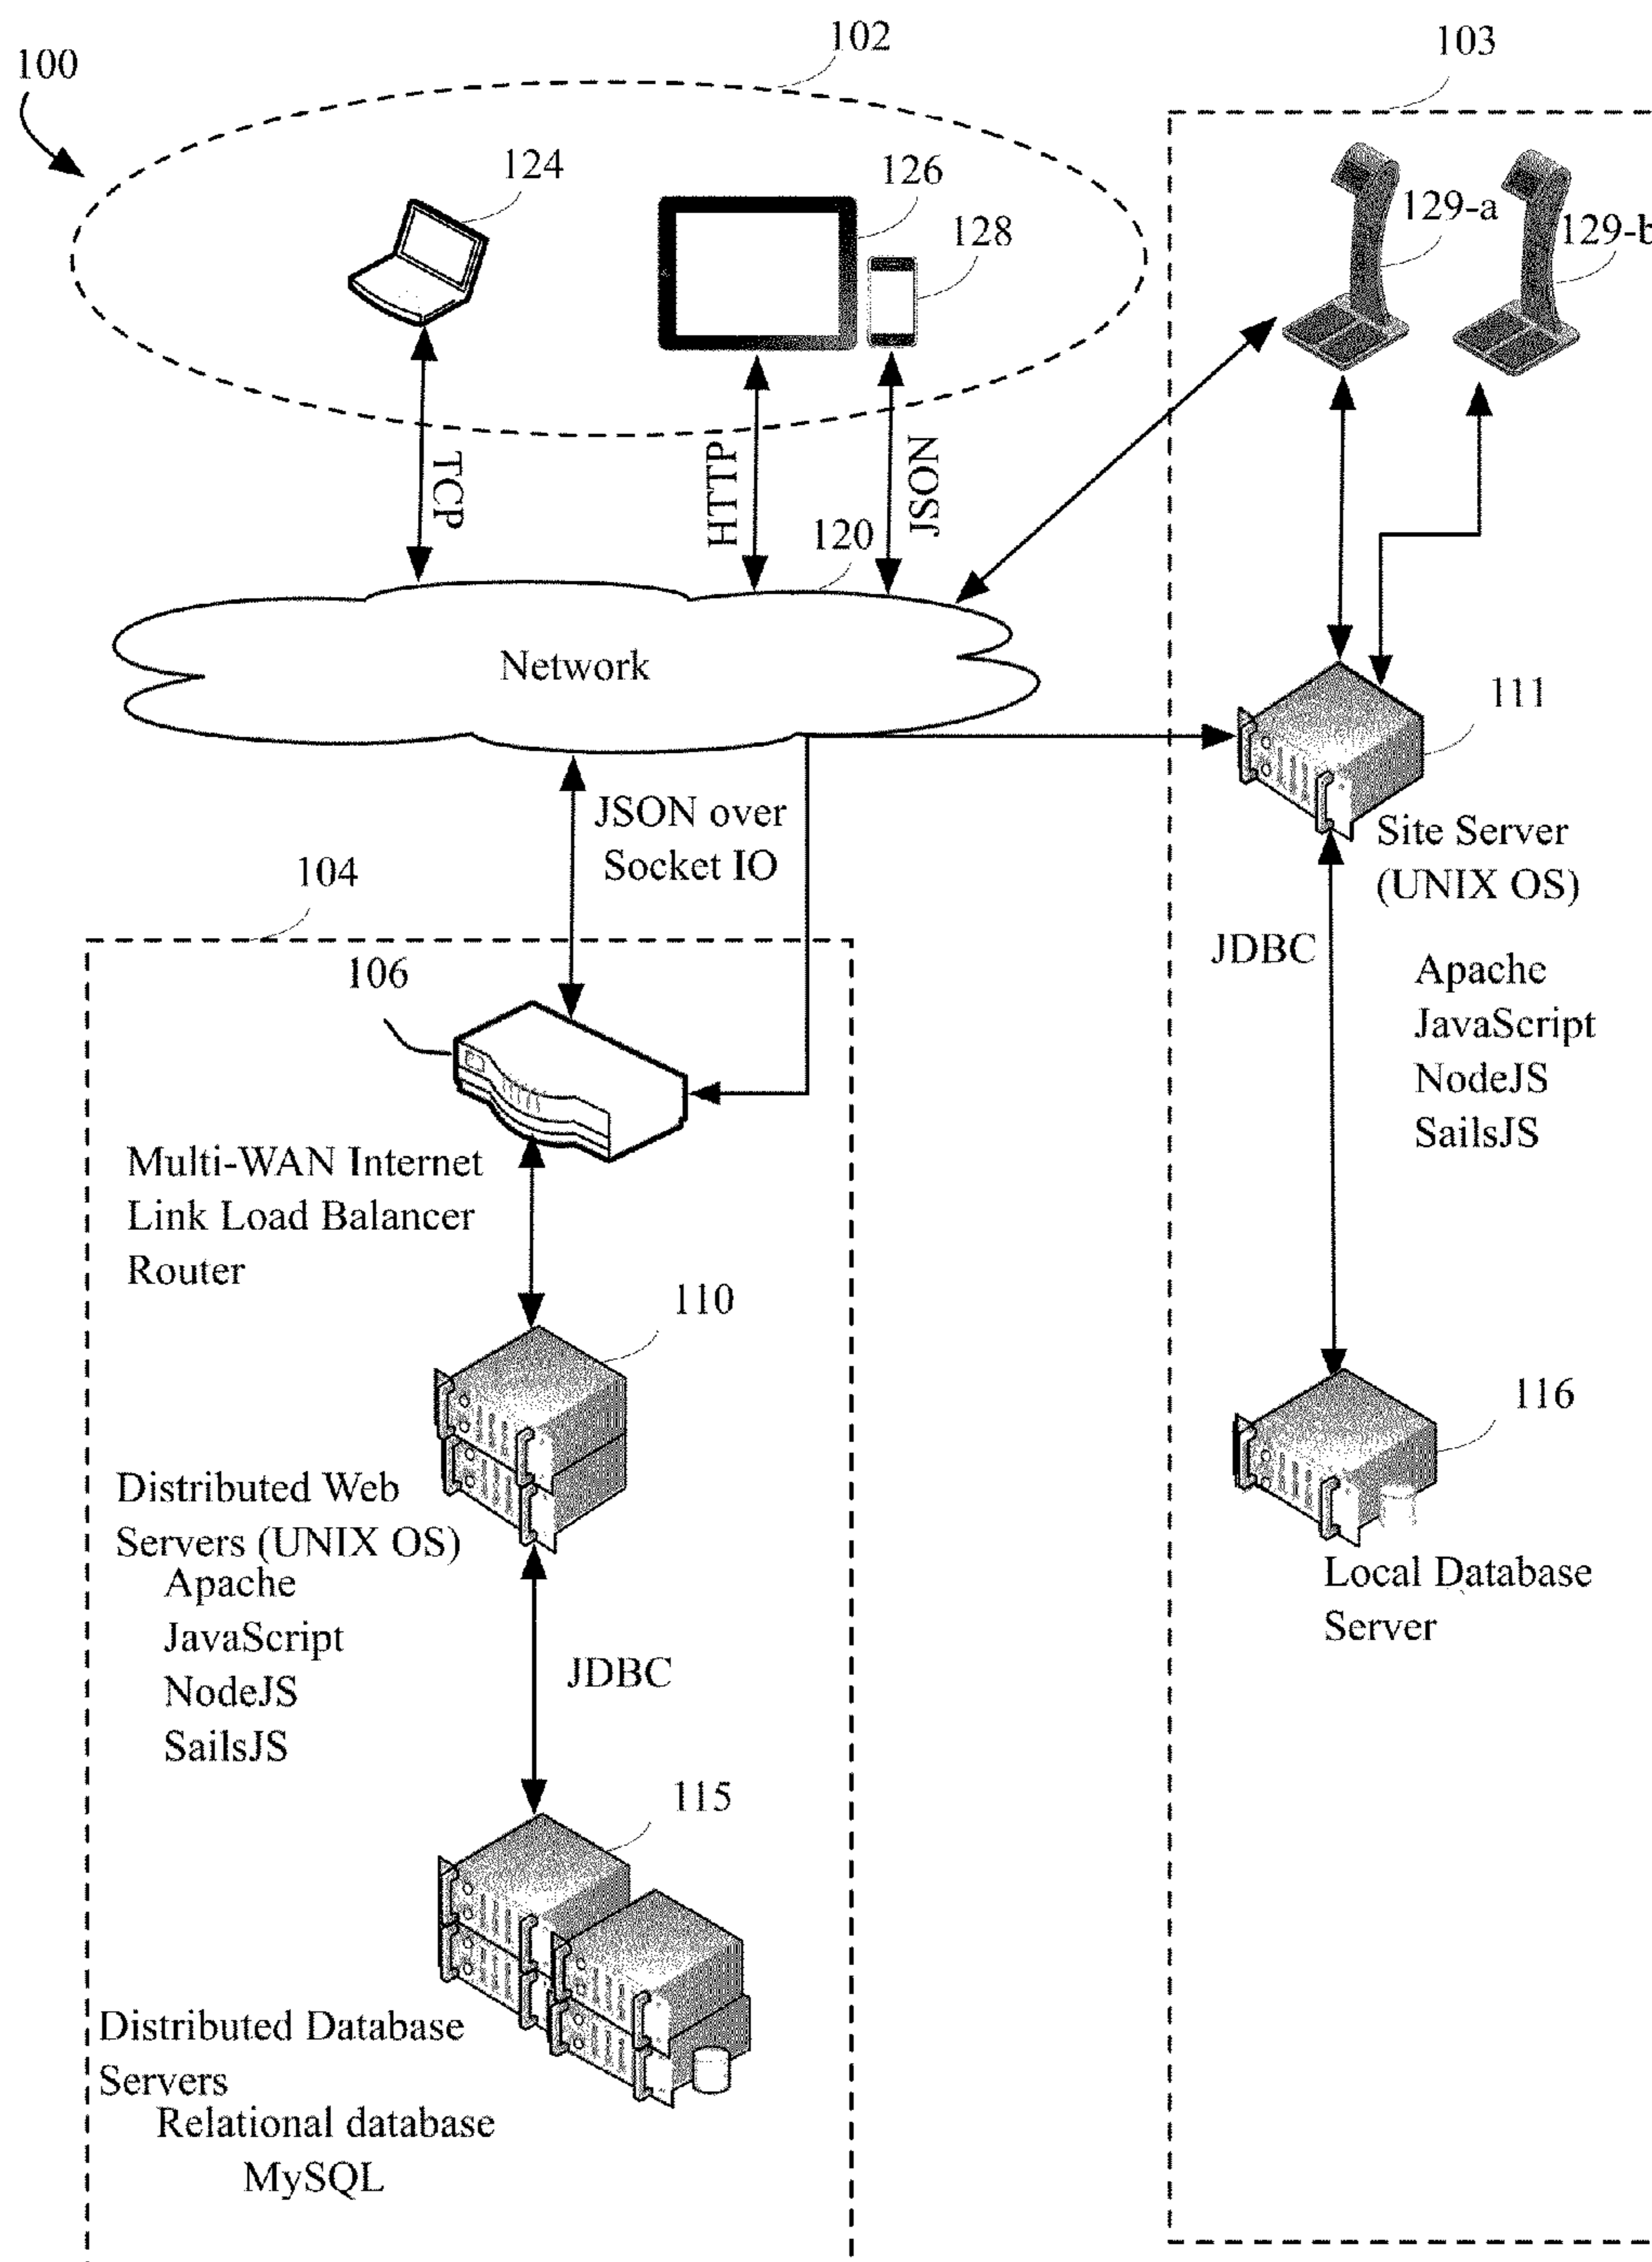 100
102
103
124
126
128
129-a
129-b
TCP
HTTP
JSON
120
Network
111
JSON over
Socket IO
Site Server
(UNIX OS)
104
106
JDBC
Apache
JavaScript
NodeJS
SailsJS
Multi-WAN Internet
Link Load Balancer
Router
110
116
Distributed Web
Servers (UNIX OS)
Apache
JavaScript
NodeJS
SailsJS
Local Database
Server
JDBC
115
Distributed Database
Servers
Relational database
MySQL